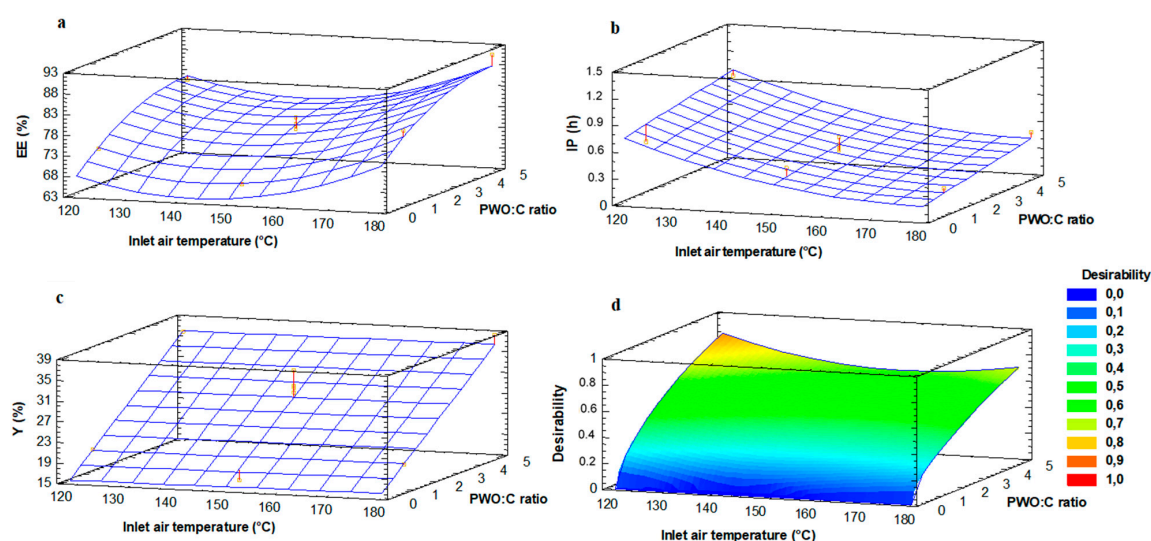 a
93
88
83
78
73
68
63
EE (%)
120 130 140 150 160 170 180
Inlet air temperature (°C)
0 1 2 3 4 5
PWO:C ratio
b
1.5
1.2
0.9
0.6
0.3
0
IP (h)
120 130 140 150 160 170 180
Inlet air temperature (°C)
0 1 2 3 4 5
PWO:C ratio
c
39
35
31
27
23
19
15
Y (%)
120 130 140 150 160 170 180
Inlet air temperature (°C)
0 1 2 3 4 5
PWO:C ratio
d
1
0.8
0.6
0.4
0.2
0
Desirability
120 130 140 150 160 170 180
Inlet air temperature (°C)
0 1 2 3 4 5
PWO:C ratio
Desirability
0,0
0,1
0,2
0,3
0,4
0,5
0,6
0,7
0,8
0,9
1,0